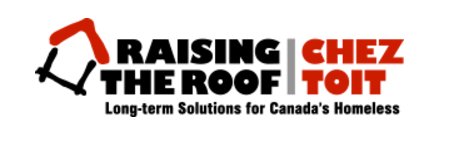 RAISING CHEZ
THE ROOF TOIT
Long-term Solutions for Canada's Homeless